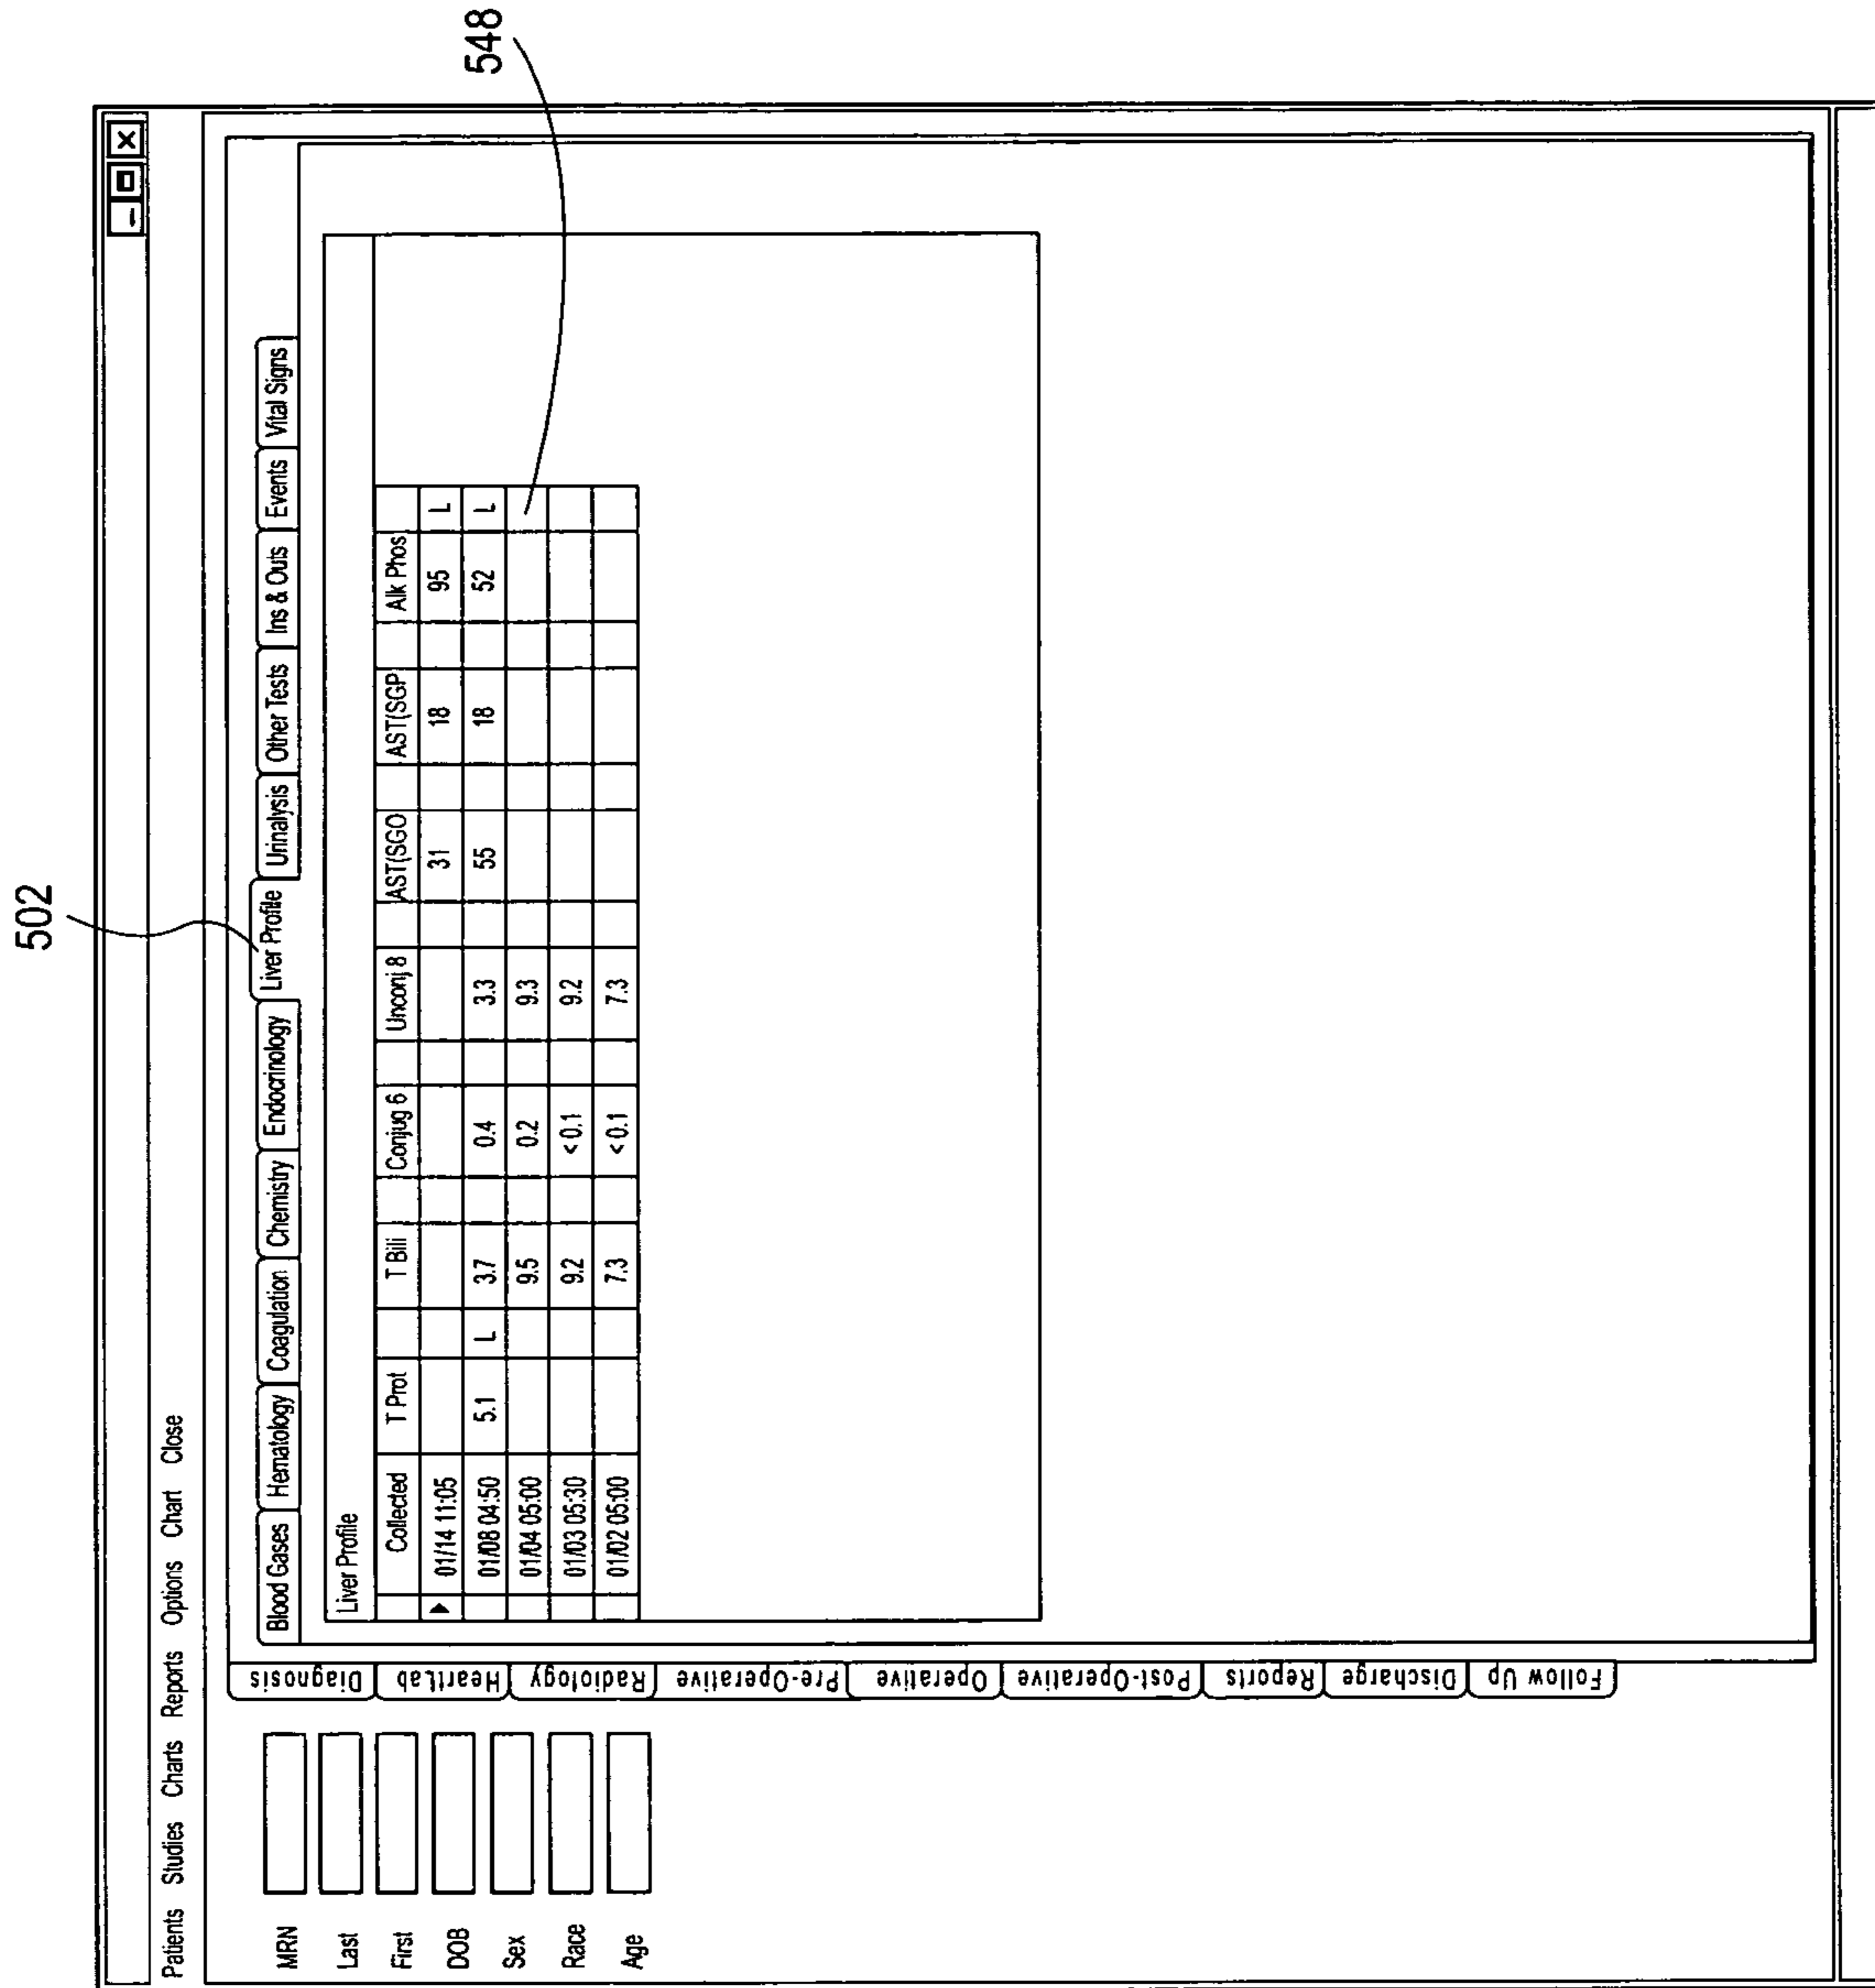 502
548
Patients Studies Charts Reports Options Chart Close
MRN
Last
First
DOB
Sex
Race
Age
Diagnosis
HeartLab
Radiology
Pre-Operative
Operative
Post-Operative
Reports
Discharge
Follow Up
Blood Gases Hematology Coagulation Chemistry Endocrinology Liver Profile Urinalysis Other Tests Ins & Outs Events Vital Signs
Liver Profile
Collected T Prot T Bili Conjug 6 Unconj 8 AST(SGO AST(SGP Alk Phos
01/14 11:05 31 18 95 L
01/08 04:50 5.1 L 3.7 0.4 3.3 55 18 52 L
01/04 05:00 9.5 0.2 9.3
01/03 05:30 9.2 < 0.1 9.2
01/02 05:00 7.3 < 0.1 7.3